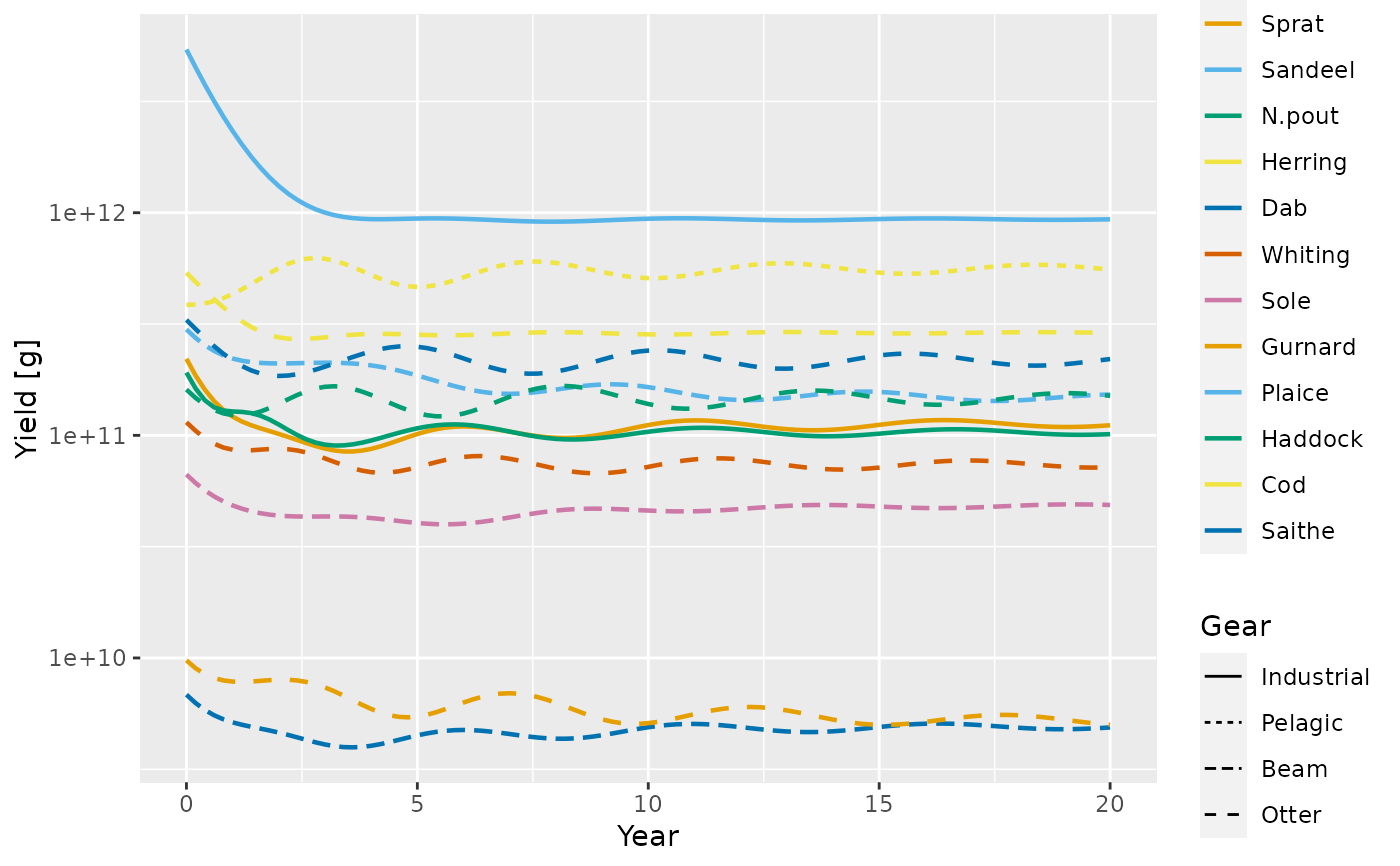 Yield [g]
1e+12
1e+11
1e+10
0 5 10 15 20
Year
Sprat
Sandeel
N.pout
Herring
Dab
Whiting
Sole
Gurnard
Plaice
Haddock
Cod
Saithe
Gear
Industrial
Pelagic
Beam
Otter